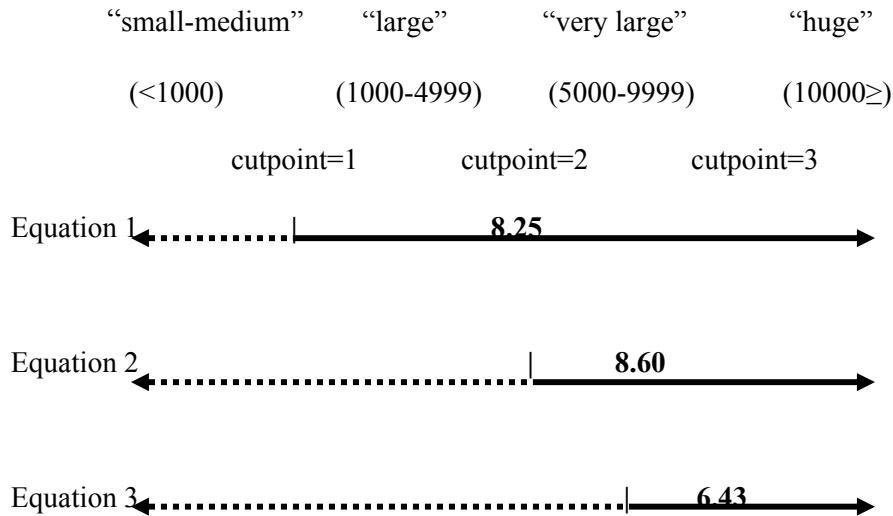 “small-medium” “large” “very large” “huge”
(<1000) (1000-4999) (5000-9999) (10000≥)
cutpoint=1 cutpoint=2 cutpoint=3
Equation 1 8.25
Equation 2 8.60
Equation 3 6.43